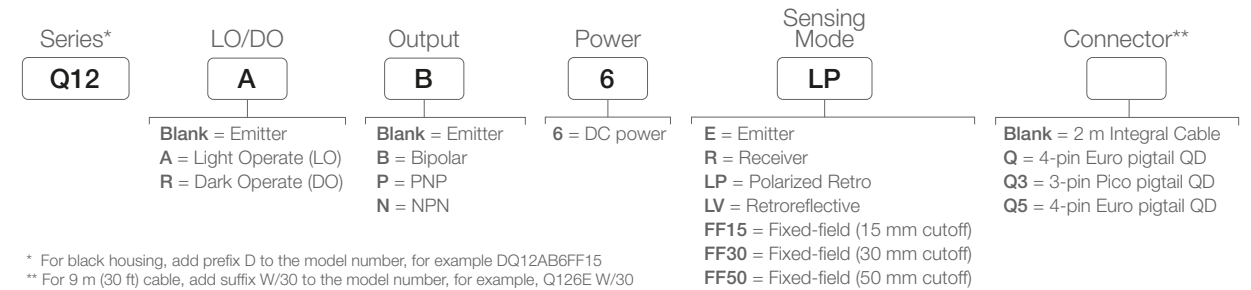 Series*
Q12
LO/DO
A
Blank = Emitter
A = Light Operate (LO)
R = Dark Operate (DO)
Output
B
Blank = Emitter
B = Bipolar
P = PNP
N = NPN
Power
6
6 = DC power
Sensing
Mode
LP
E = Emitter
R = Receiver
LP = Polarized Retro
LV = Retroreflective
FF15 = Fixed-field (15 mm cutoff)
FF30 = Fixed-field (30 mm cutoff)
FF50 = Fixed-field (50 mm cutoff)
Connector**
Blank = 2 m Integral Cable
Q = 4-pin Euro pigtail QD
Q3 = 3-pin Pico pigtail QD
Q5 = 4-pin Euro pigtail QD
* For black housing, add prefix D to the model number, for example DQ12AB6FF15
** For 9 m (30 ft) cable, add suffix W/30 to the model number, for example, Q126E W/30